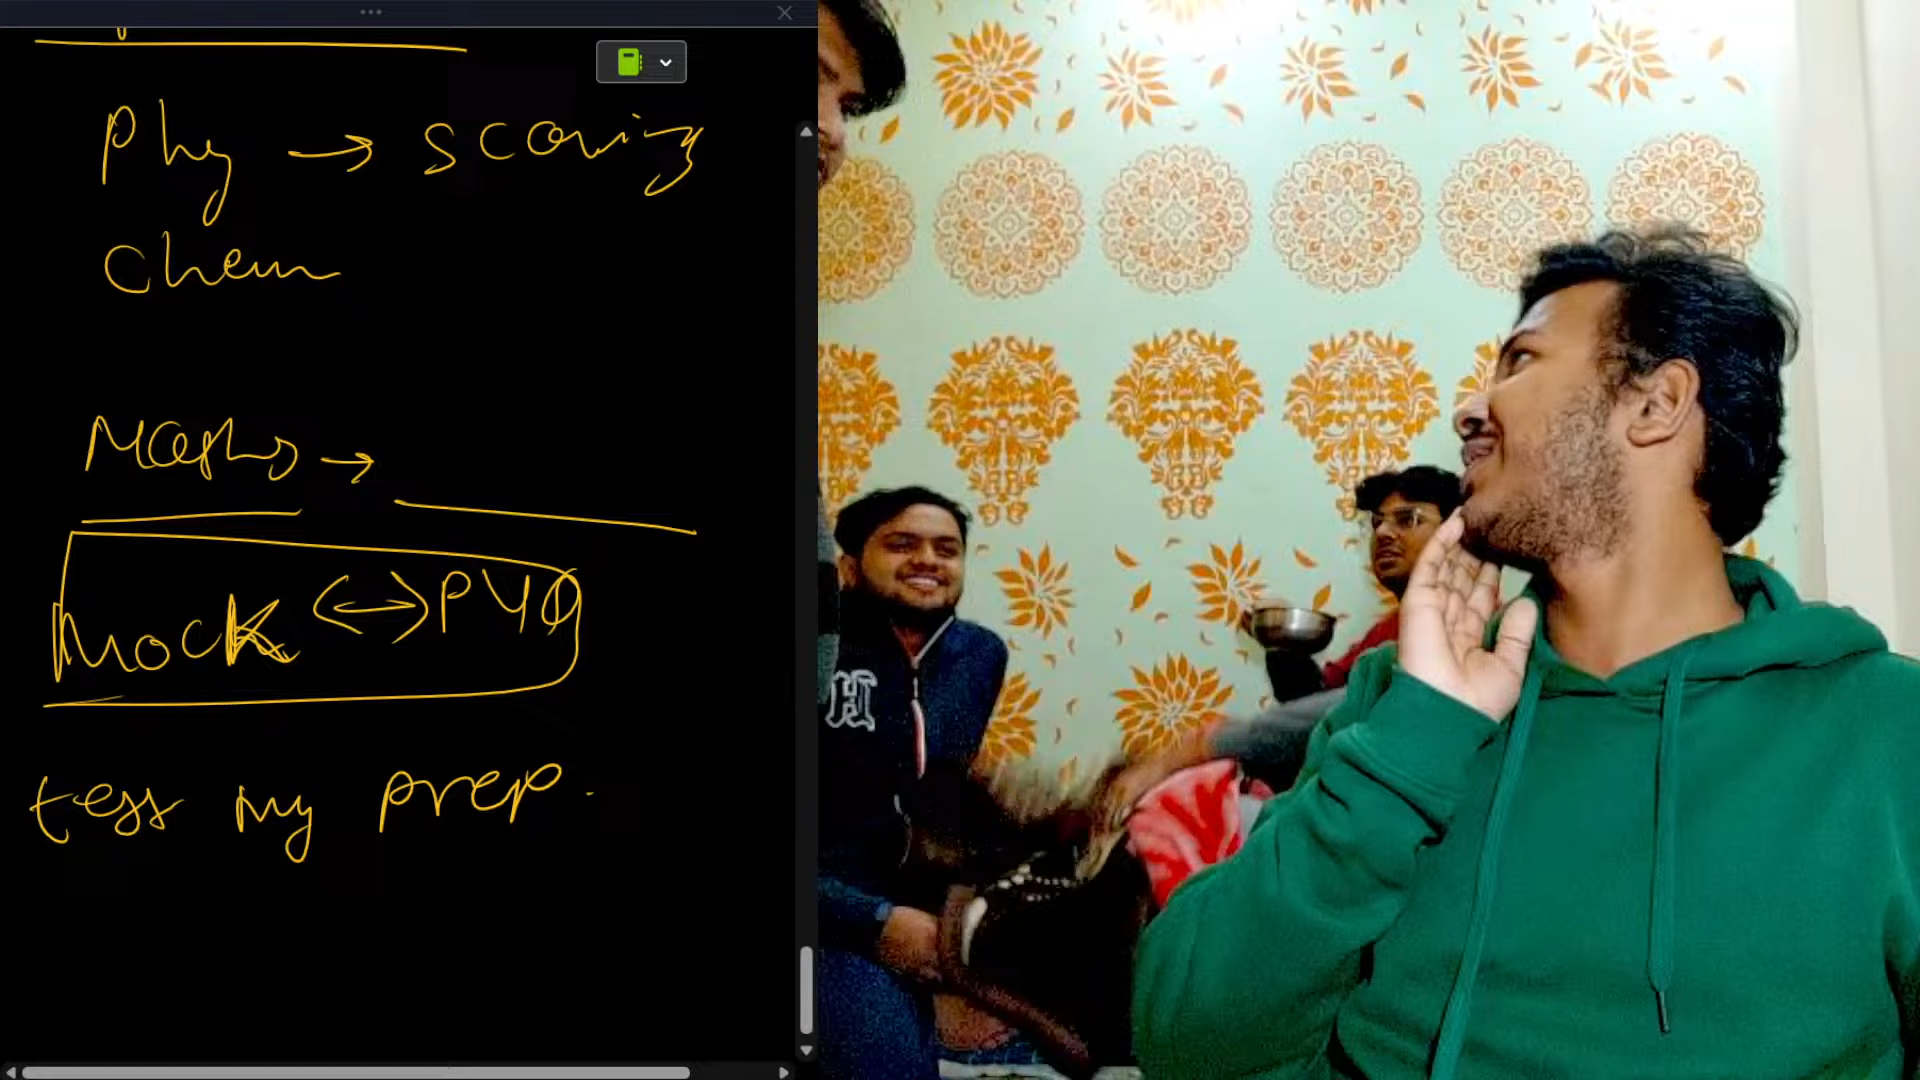 Phy → scoring
Chem
Maths →
Mock <-> PYQ
test my prep.
H